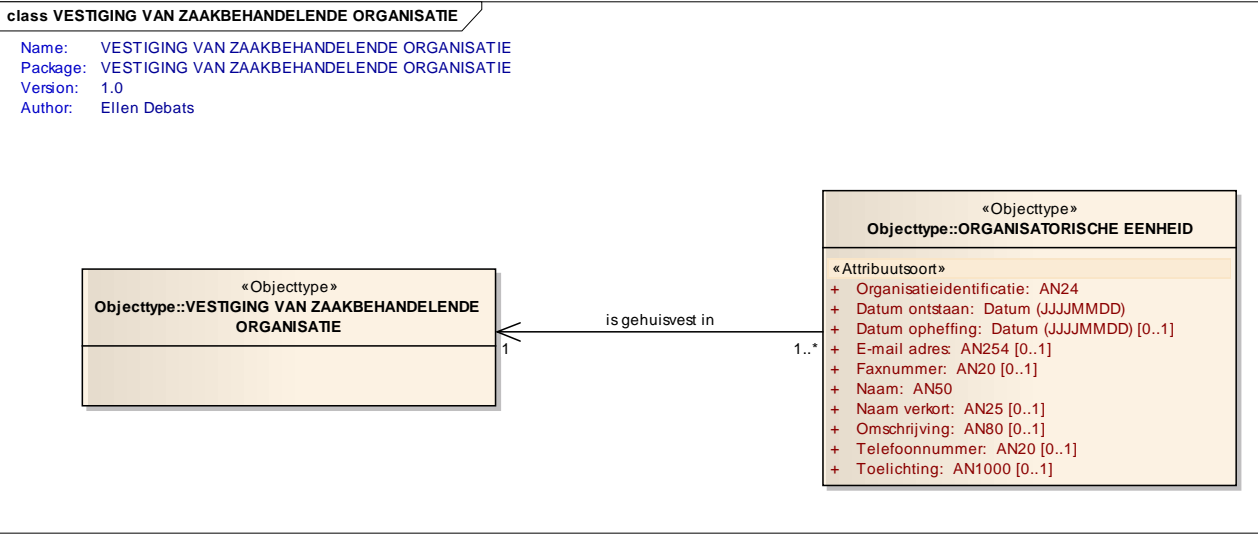 class VESTIGING VAN ZAAKBEHANDELENDE ORGANISATIE
Name: VESTIGING VAN ZAAKBEHANDELENDE ORGANISATIE
Package: VESTIGING VAN ZAAKBEHANDELENDE ORGANISATIE
Version: 1.0
Author: Ellen Debats
«Objecttype»
Objecttype::VESTIGING VAN ZAAKBEHANDELENDE
ORGANISATIE
is gehuisvest in
1
1..*
«Objecttype»
Objecttype::ORGANISATORISCHE EENHEID
«Attribuutsoort»
+ Organisatieidentificatie: AN24
+ Datum ontstaan: Datum (JJJJMMDD)
+ Datum opheffing: Datum (JJJJMMDD) [0..1]
+ E-mail adres: AN254 [0..1]
+ Faxnummer: AN20 [0..1]
+ Naam: AN50
+ Naam verkort: AN25 [0..1]
+ Omschrijving: AN80 [0..1]
+ Telefoonnummer: AN20 [0..1]
+ Toelichting: AN1000 [0..1]